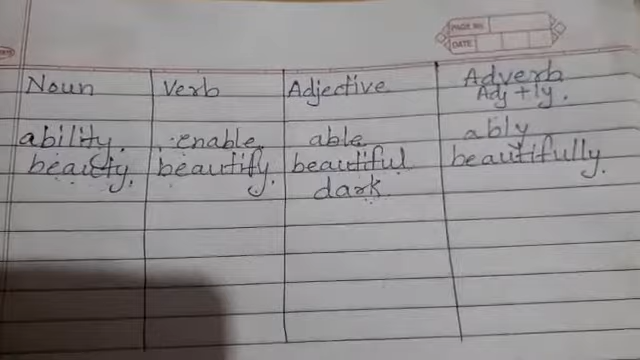 PAGE NO.
DATE
Noun Verb Adjective Adverb
Adj + ly.
ability. enable. able. ably
beauty. beautify. beautiful beautifully.
dark